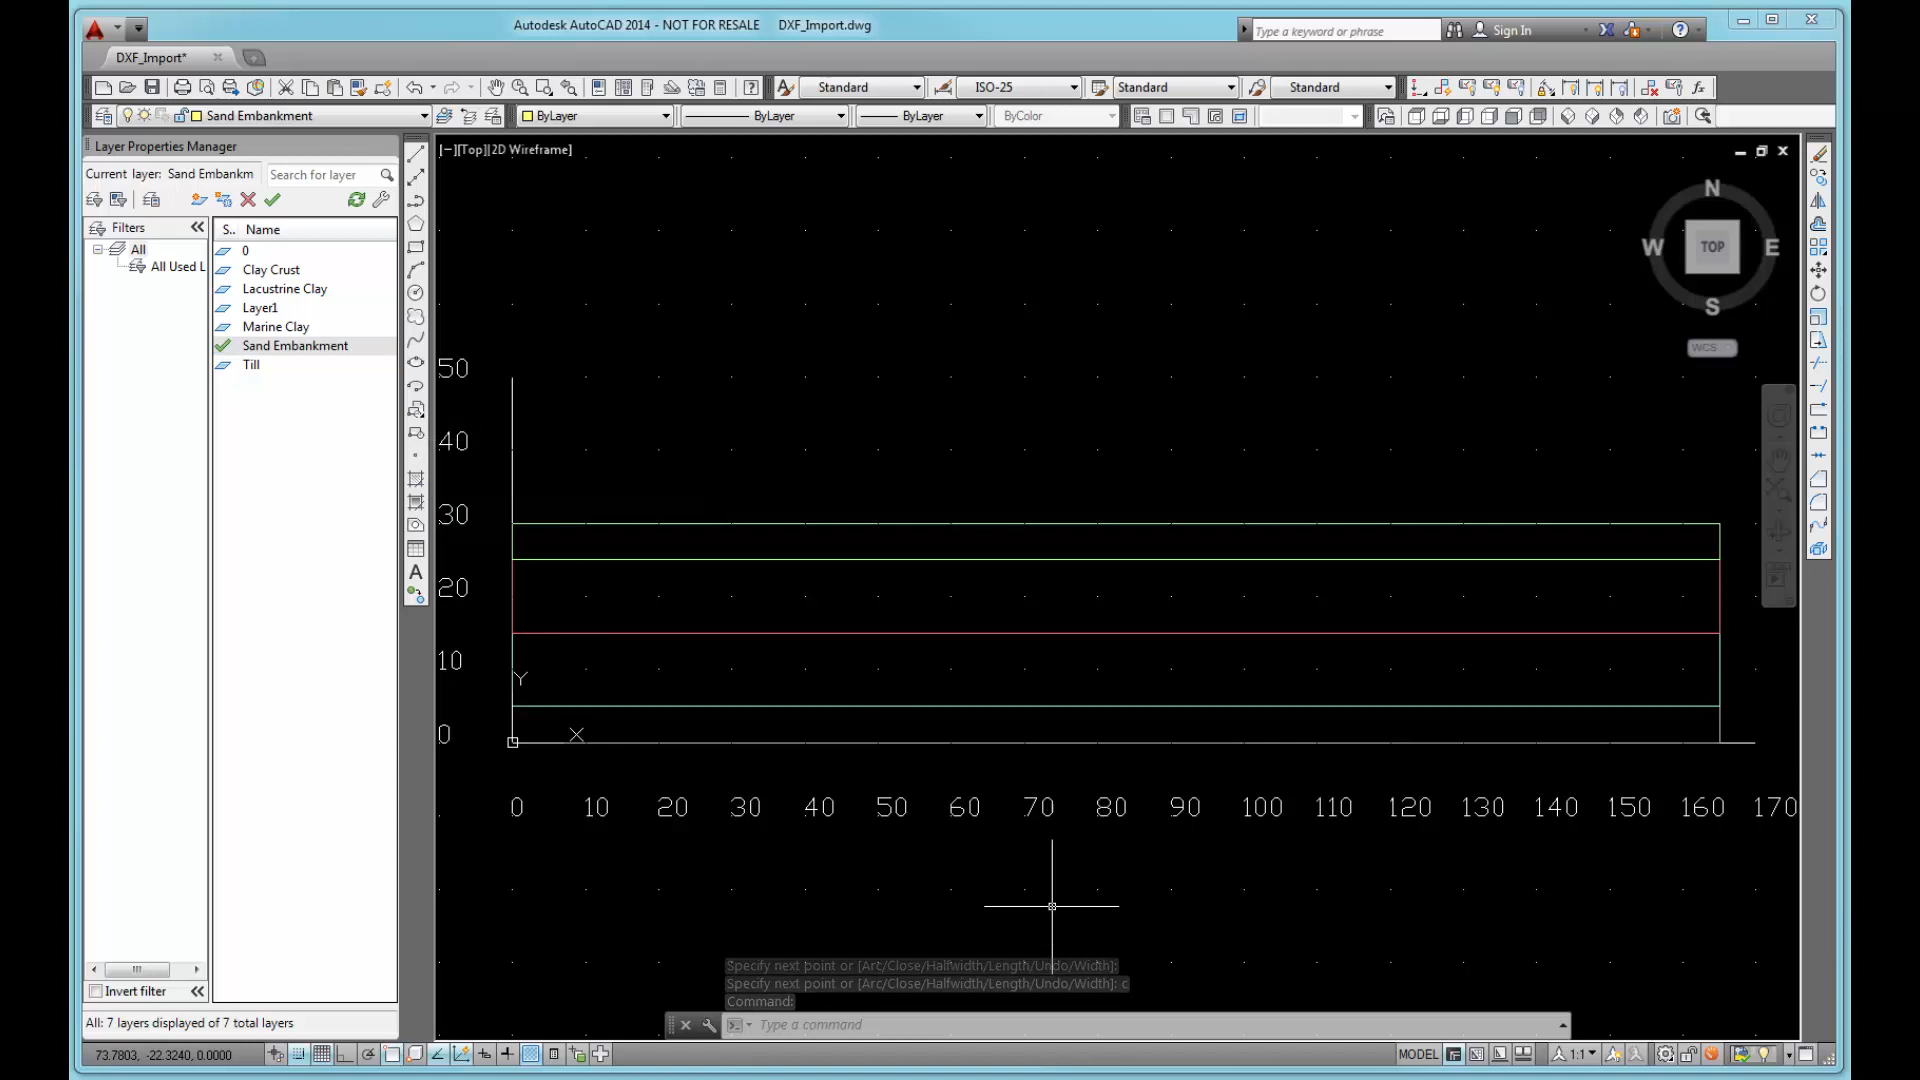 Autodesk AutoCAD 2014 - NOT FOR RESALE DXF_Import.dwg
Type a keyword or phrase
Sign In
DXF_Import*
Standard
ISO-25
Standard
Standard
Sand Embankment
ByLayer
ByLayer
ByLayer
ByColor
Layer Properties Manager
[−][Top][2D Wireframe]
Current layer: Sand Embankm
Search for layer
Filters
S.. Name
All
All Used L
0
Clay Crust
Lacustrine Clay
Layer1
Marine Clay
Sand Embankment
Till
N
W
TOP
E
S
WCS
50
40
30
20
10
0
Y
X
0 10 20 30 40 50 60 70 80 90 100 110 120 130 140 150 160 170
A
Specify next point or [Arc/Close/Halfwidth/Length/Undo/Width]:
Specify next point or [Arc/Close/Halfwidth/Length/Undo/Width]: c
Command:
Type a command
Invert filter
All: 7 layers displayed of 7 total layers
73.7803, -22.3240, 0.0000
MODEL
1:1